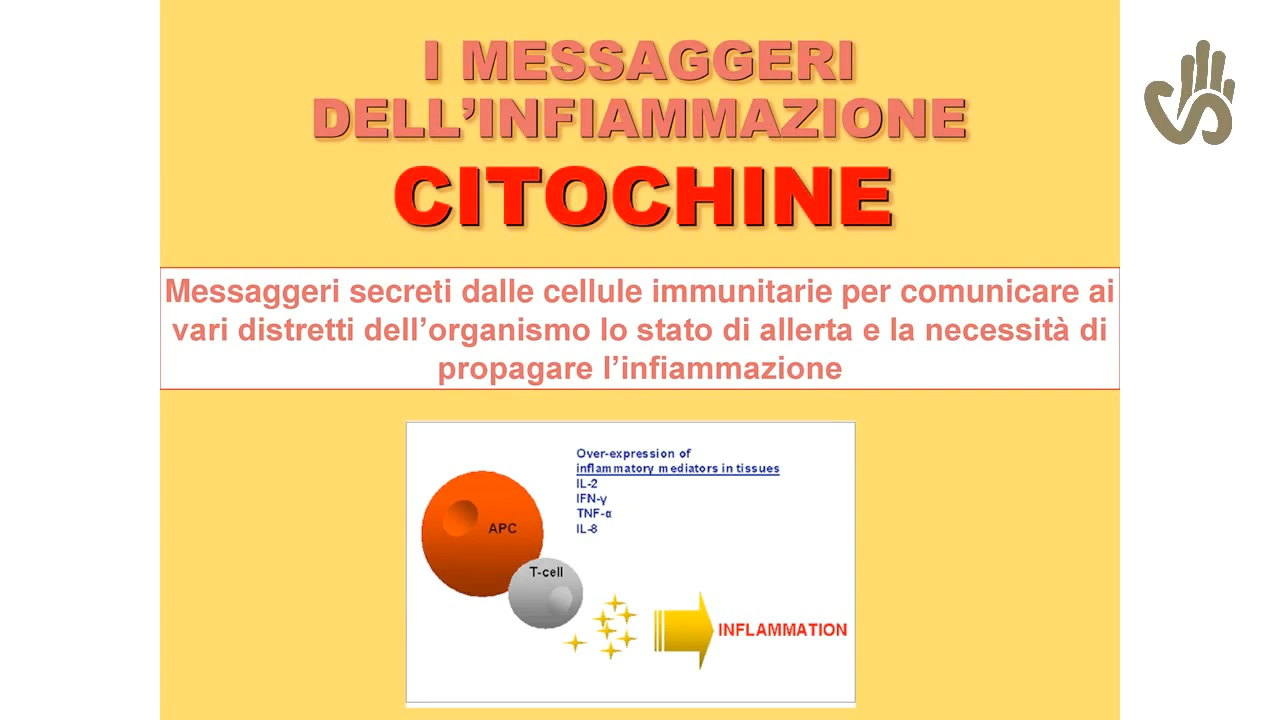 I MESSAGGERI
DELL’INFIAMMAZIONE
CITOCHINE
Messaggeri secreti dalle cellule immunitarie per comunicare ai
vari distretti dell’organismo lo stato di allerta e la necessità di
propagare l’infiammazione
Over-expression of
inflammatory mediators in tissues
IL-2
IFN-γ
TNF-α
IL-8
APC
T-cell
INFLAMMATION